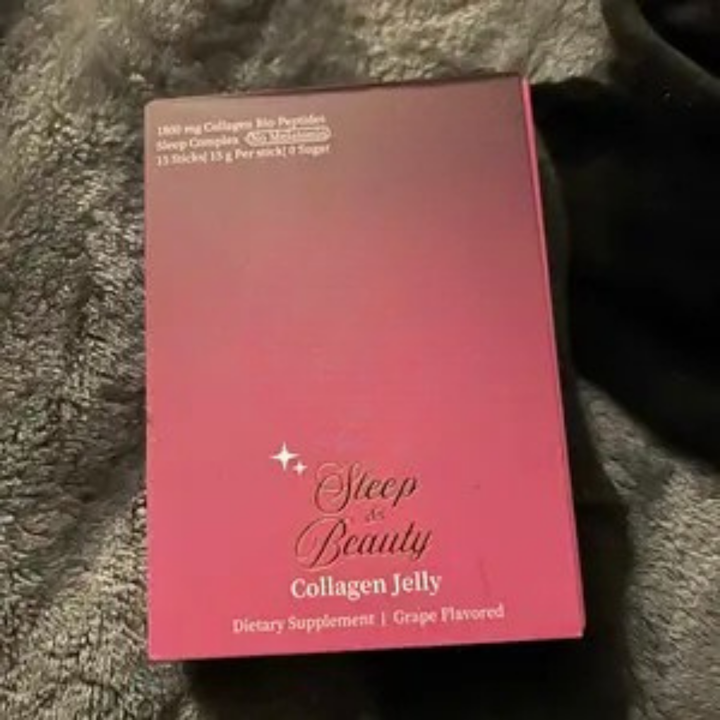 1800 mg Collagen Bio-Peptides
Sleep Complex No Melatonin
15 Sticks| 15 g Per stick| 0 Sugar
Sleep
&
Beauty
Collagen Jelly
Dietary Supplement | Grape Flavored